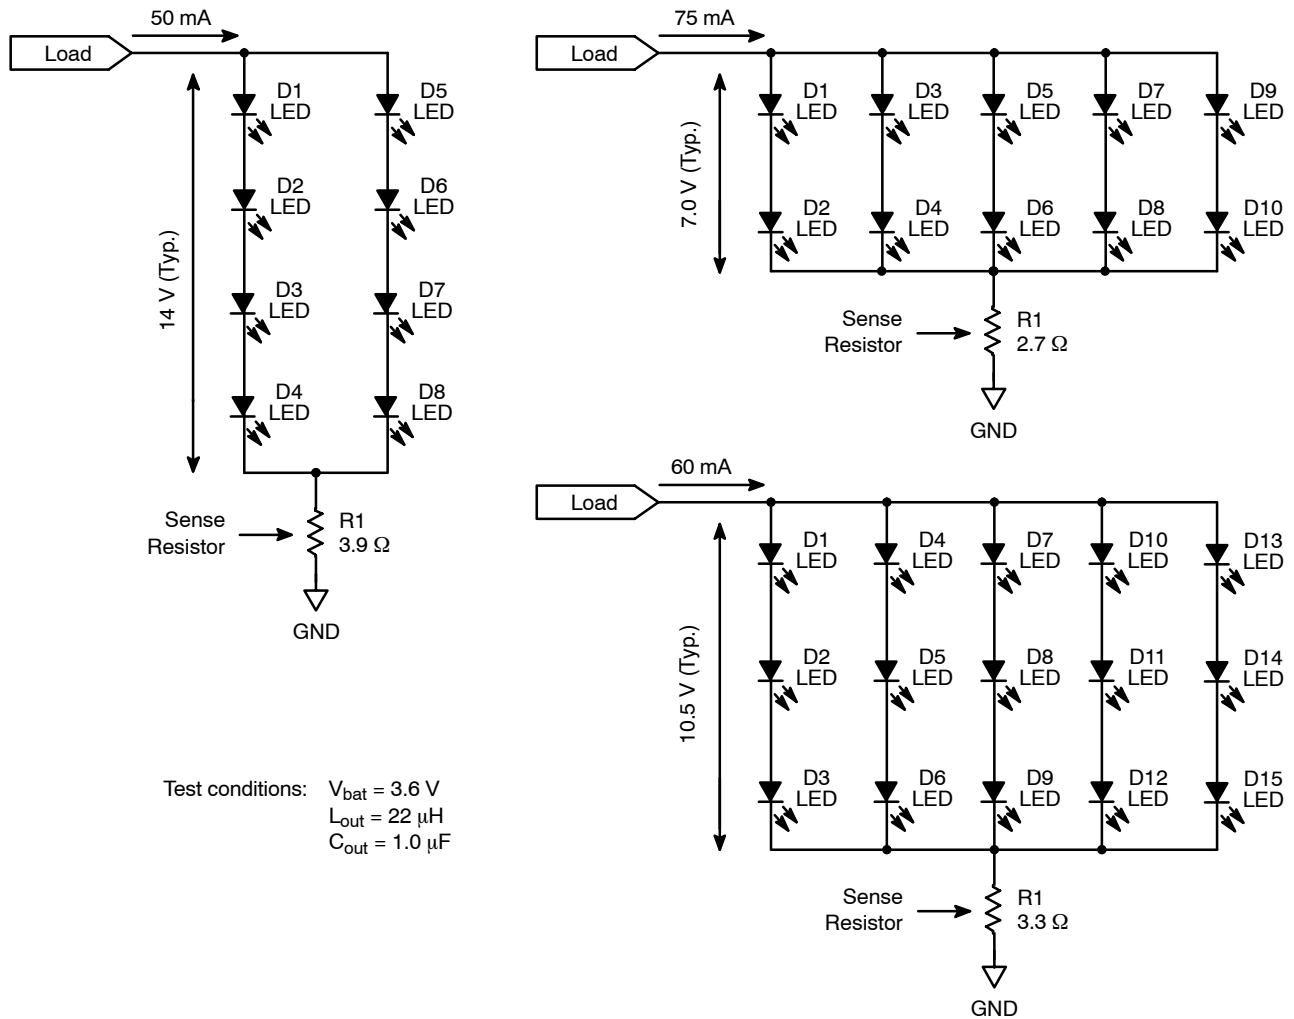 50 mA
Load
D1
LED
D5
LED
D2
LED
D6
LED
14 V (Typ.)
D3
LED
D7
LED
D4
LED
D8
LED
Sense
Resistor
R1
3.9 Ω
GND
Test conditions: Vbat = 3.6 V
Lout = 22 μH
Cout = 1.0 μF
75 mA
Load
D1
LED
D3
LED
D5
LED
D7
LED
D9
LED
7.0 V (Typ.)
D2
LED
D4
LED
D6
LED
D8
LED
D10
LED
Sense
Resistor
R1
2.7 Ω
GND
60 mA
Load
D1
LED
D4
LED
D7
LED
D10
LED
D13
LED
10.5 V (Typ.)
D2
LED
D5
LED
D8
LED
D11
LED
D14
LED
D3
LED
D6
LED
D9
LED
D12
LED
D15
LED
Sense
Resistor
R1
3.3 Ω
GND